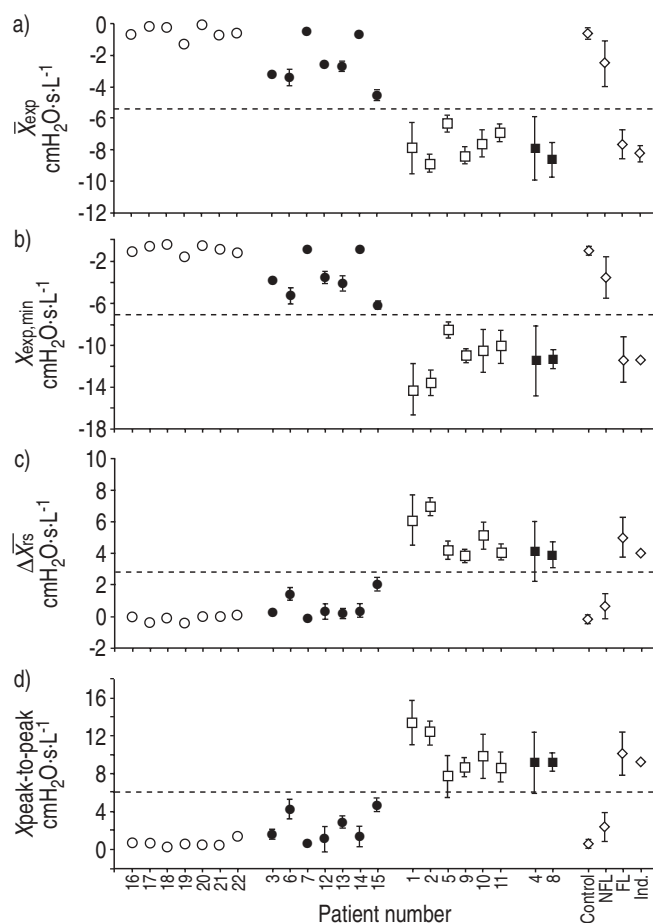 a)
X̄exp
cmH2O·s·L-1
0
-2
-4
-6
-8
-10
-12
b)
Xexp,min
cmH2O·s·L-1
-2
-6
-10
-14
-18
c)
ΔX̄rs
cmH2O·s·L-1
10
8
6
4
2
0
-2
d)
Xpeak-to-peak
cmH2O·s·L-1
16
12
8
4
0
16 17 18 19 20 21 22 3 6 7 12 13 14 15 1 2 5 9 10 11 4 8 Control NFL FL Ind.
Patient number